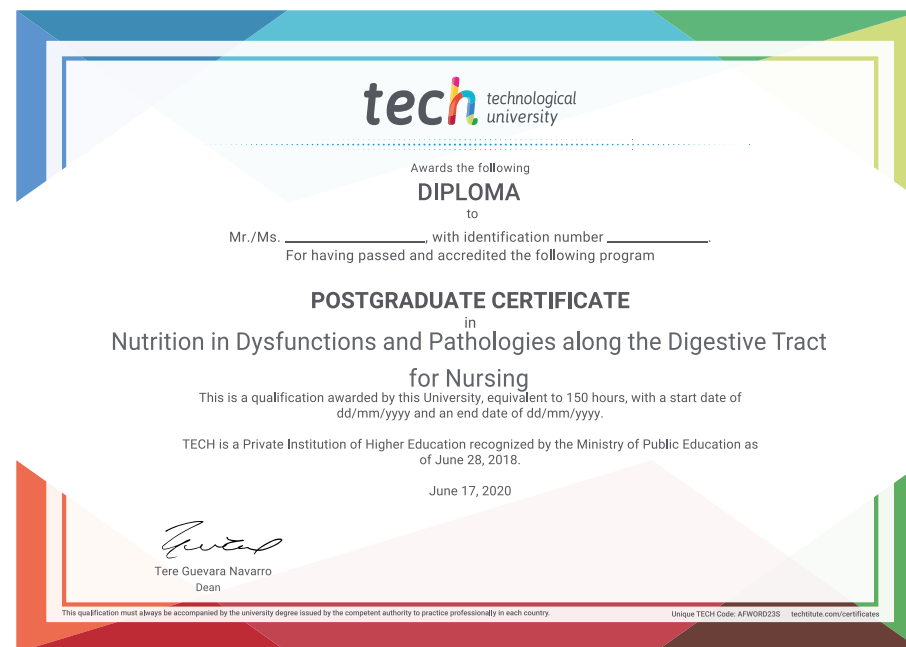 tech technological
university
Awards the following
DIPLOMA
to
Mr./Ms. ____________________, with identification number ______________.
For having passed and accredited the following program
POSTGRADUATE CERTIFICATE
in
Nutrition in Dysfunctions and Pathologies along the Digestive Tract
for Nursing
This is a qualification awarded by this University, equivalent to 150 hours, with a start date of
dd/mm/yyyy and an end date of dd/mm/yyyy.
TECH is a Private Institution of Higher Education recognized by the Ministry of Public Education as
of June 28, 2018.
June 17, 2020
Tere Guevara Navarro
Dean
This qualification must always be accompanied by the university degree issued by the competent authority to practice professionally in each country.
Unique TECH Code: AFWORD23S techtitute.com/certificates